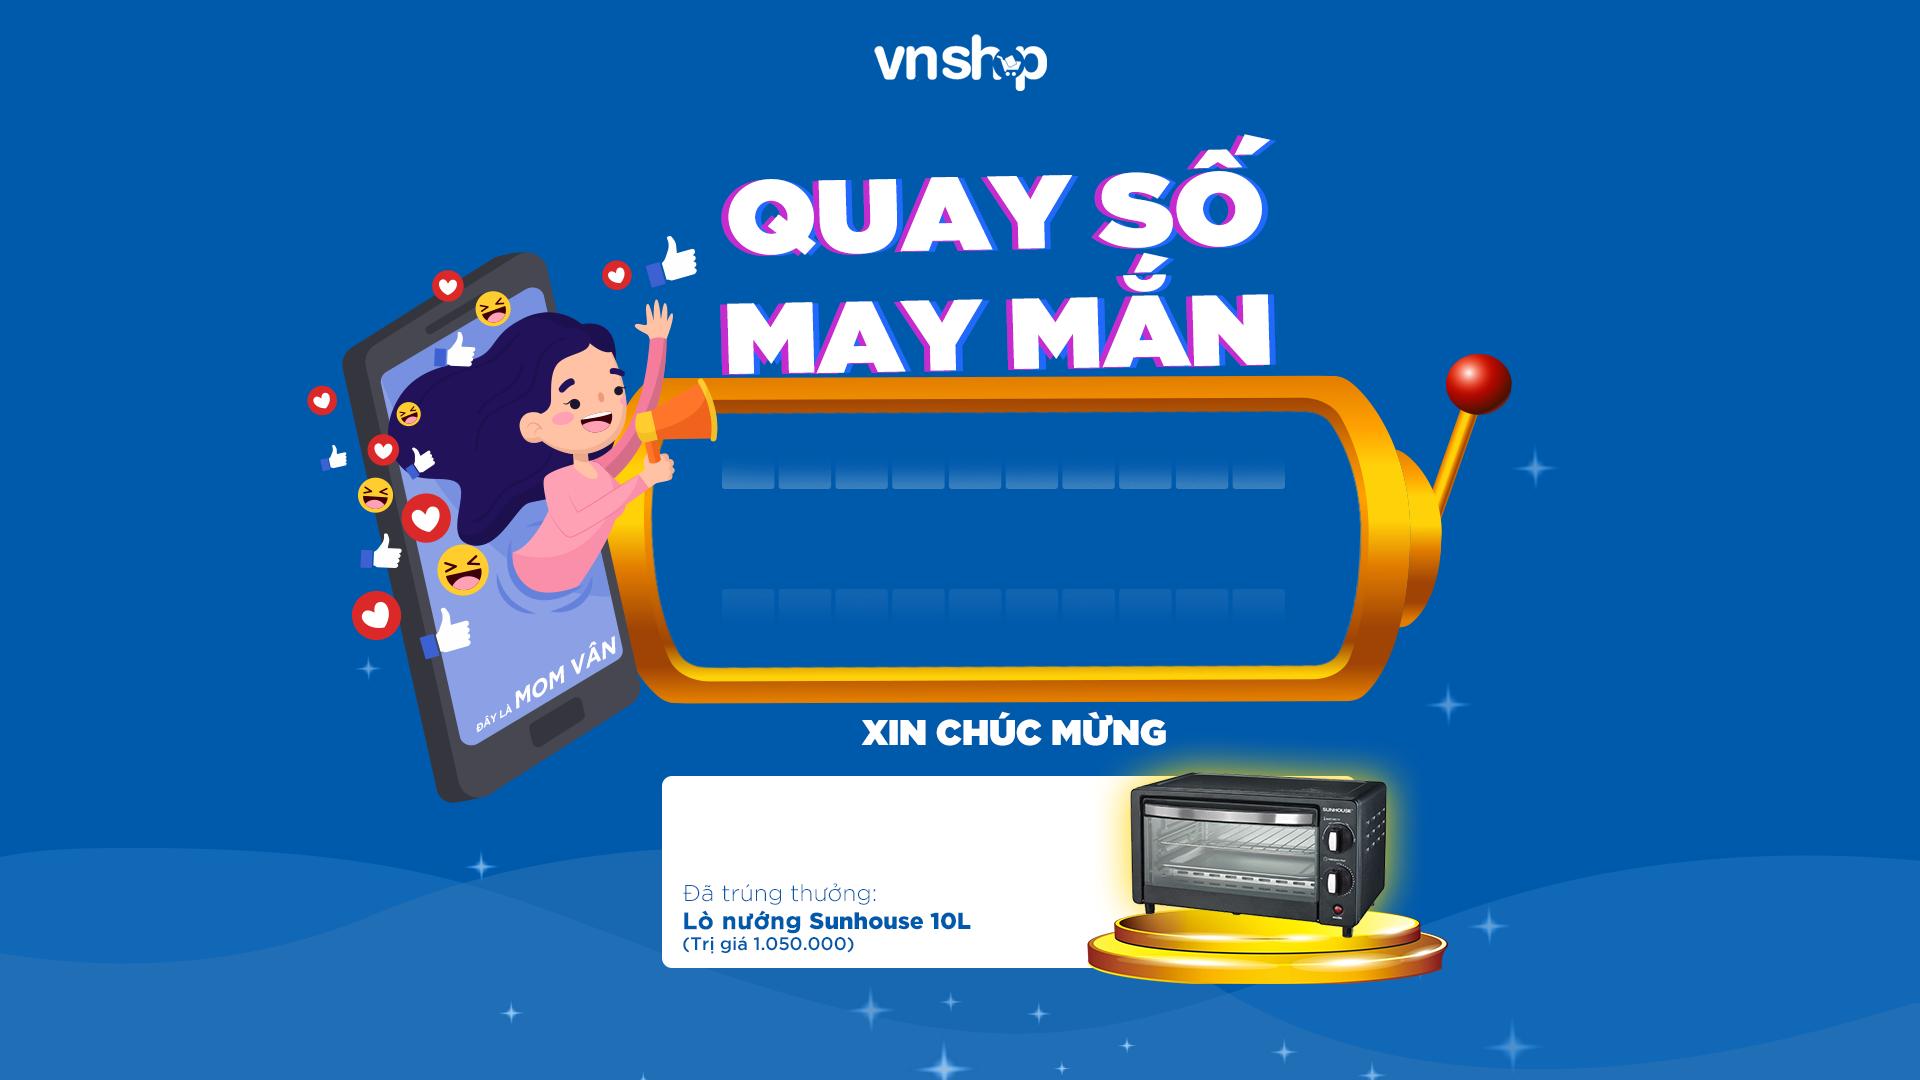 vnshop
QUAY SỐ
MAY MẮN
ĐÂY LÀ MOM VÂN
XIN CHÚC MỪNG
SUNHOUSE
Đã trúng thưởng:
Lò nướng Sunhouse 10L
(Trị giá 1.050.000)